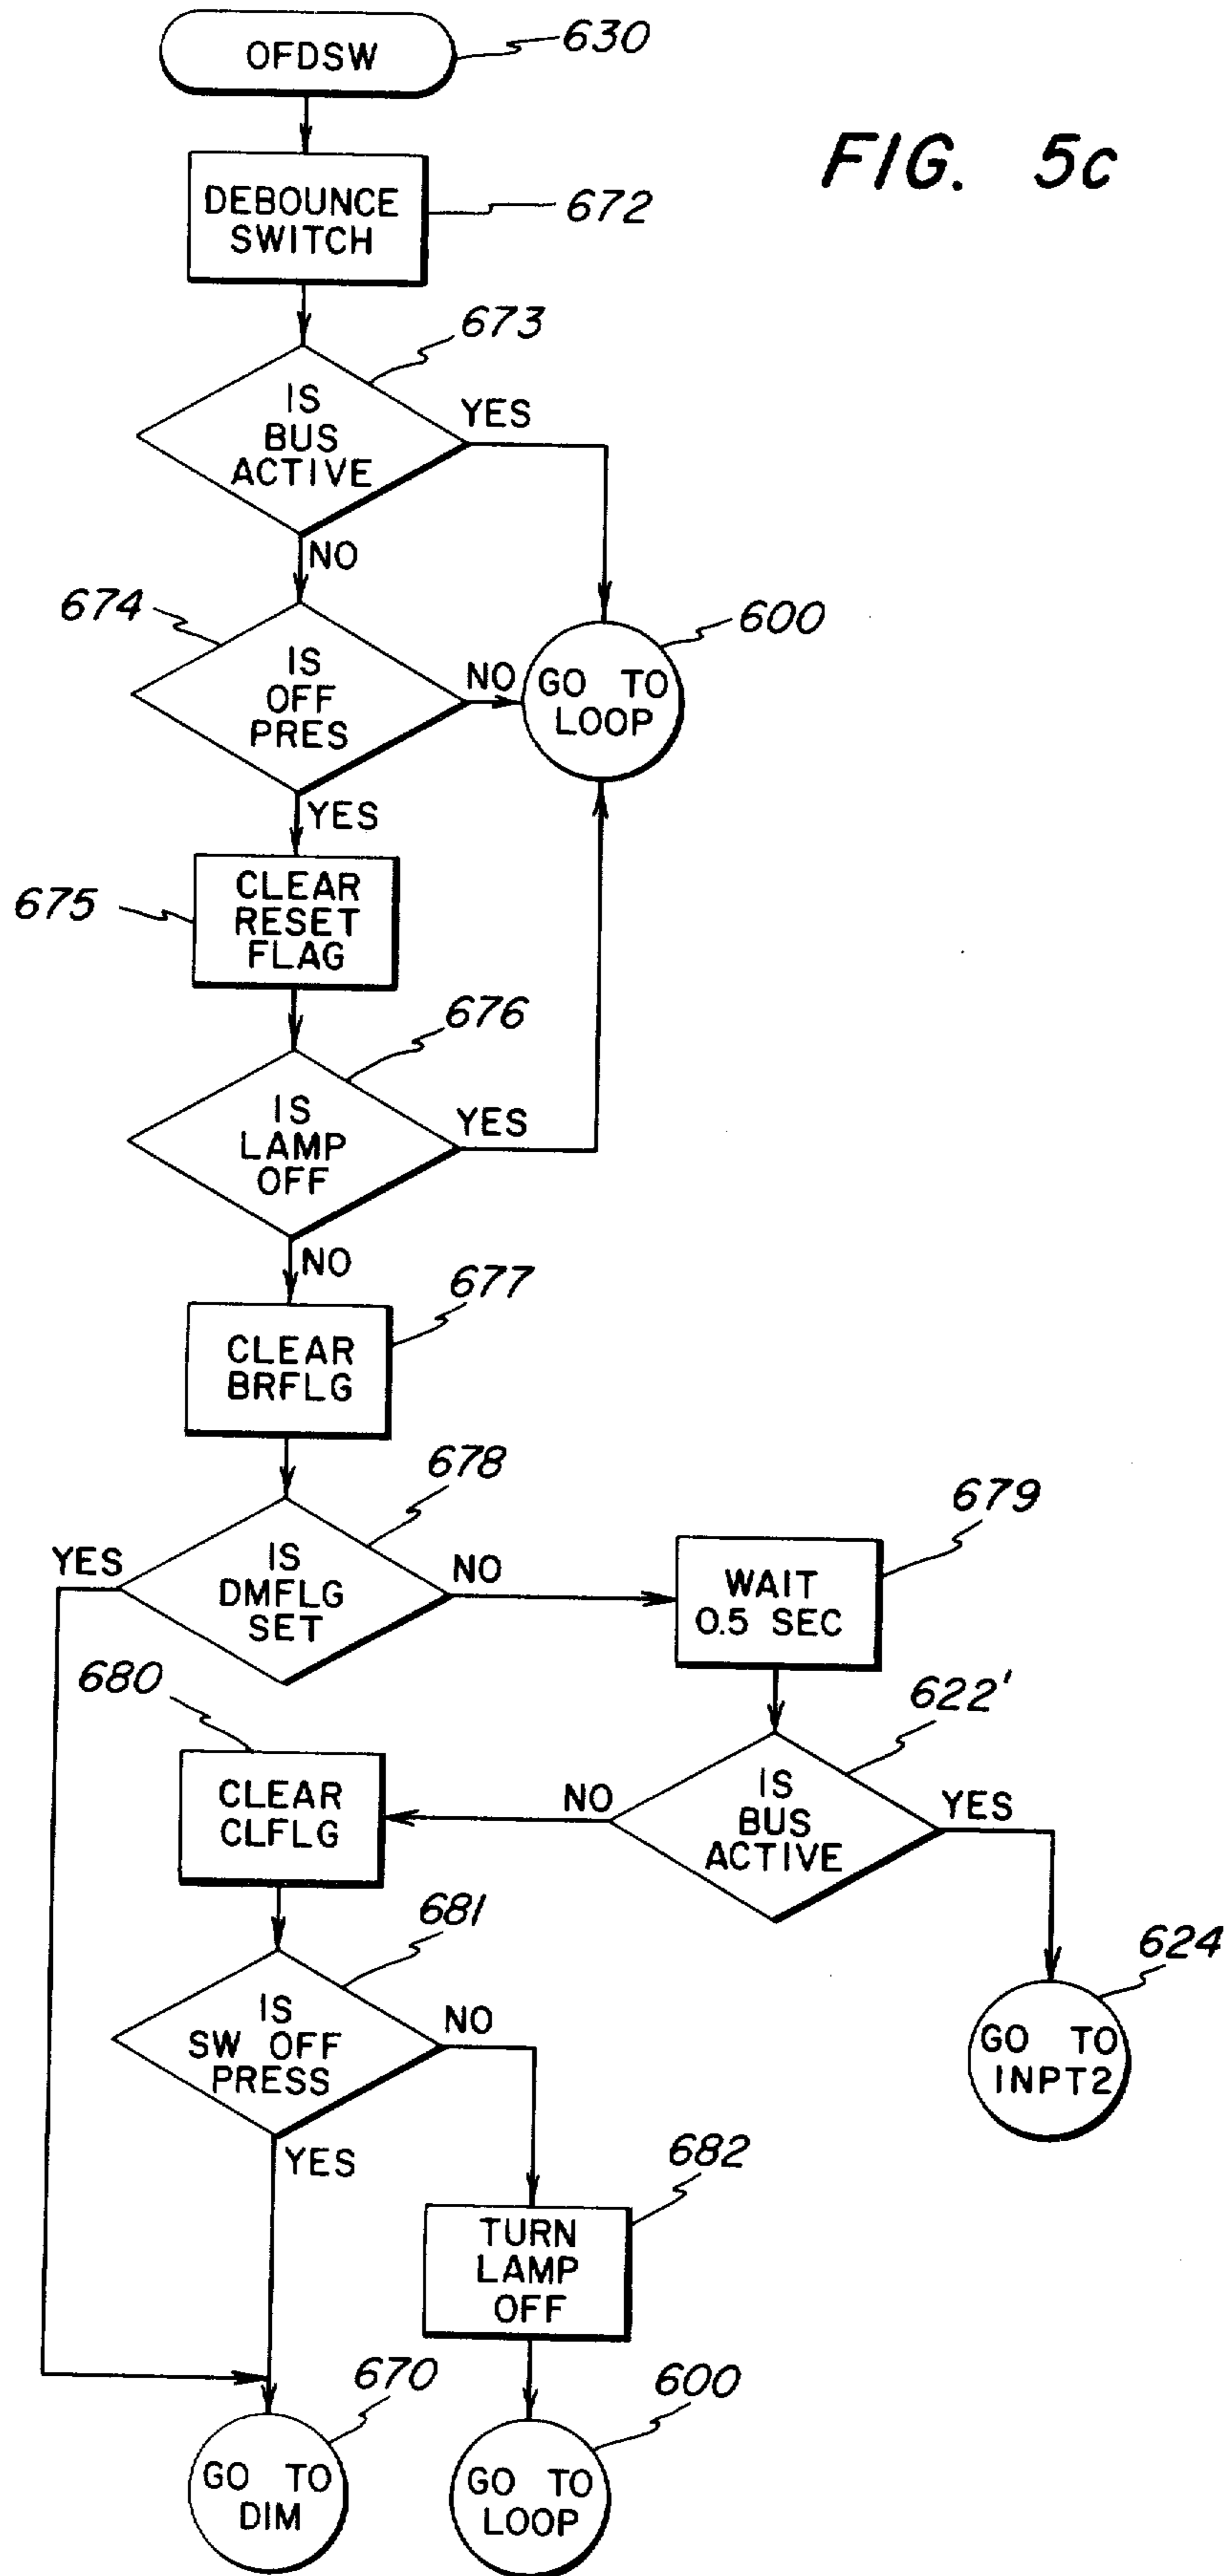 OFDSW
630
FIG. 5c
DEBOUNCE
SWITCH
672
673
IS
BUS
ACTIVE
YES
NO
674
IS
OFF
PRES
NO
600
GO TO
LOOP
YES
675
CLEAR
RESET
FLAG
676
IS
LAMP
OFF
YES
NO
677
CLEAR
BRFLG
678
YES
IS
DMFLG
SET
NO
679
WAIT
0.5 SEC
680
622'
CLEAR
CLFLG
NO
IS
BUS
ACTIVE
YES
681
IS
SW OFF
PRESS
NO
624
GO TO
INPT2
YES
682
TURN
LAMP
OFF
670
600
GO TO
DIM
GO TO
LOOP